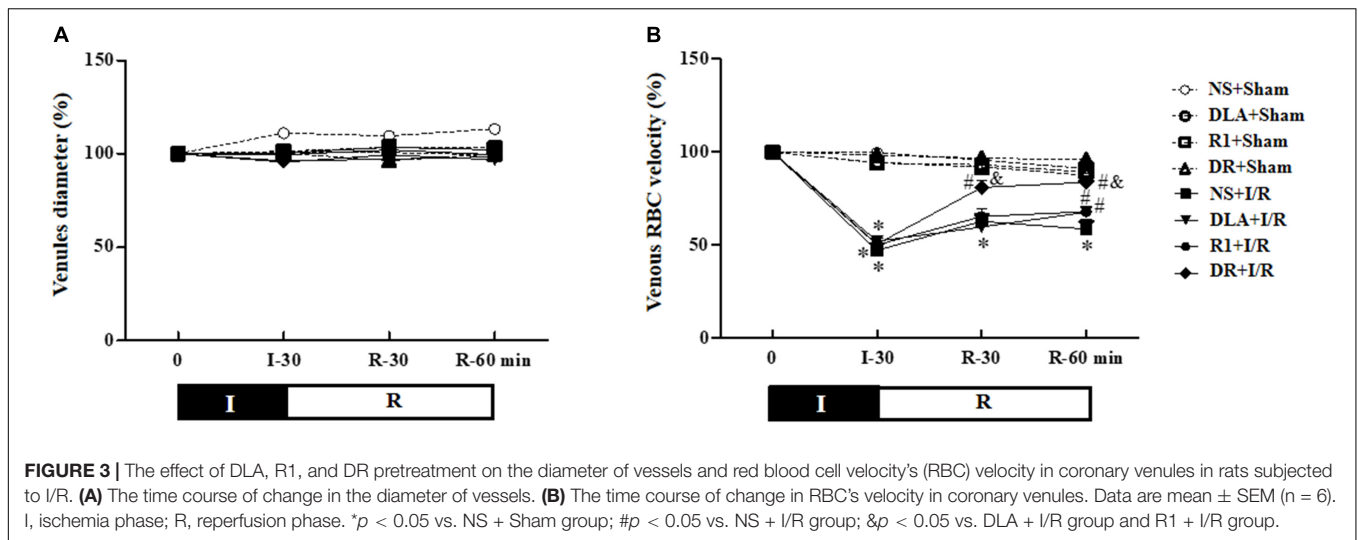 A
Venules diameter (%)
150
100
50
0
0 I-30 R-30 R-60 min
I R
B
Venous RBC velocity (%)
150
100
50
0
# & #& # #
* * * * *
0 I-30 R-30 R-60 min
I R
NS+Sham
DLA+Sham
R1+Sham
DR+Sham
NS+I/R
DLA+I/R
R1+I/R
DR+I/R
FIGURE 3 | The effect of DLA, R1, and DR pretreatment on the diameter of vessels and red blood cell velocity's (RBC) velocity in coronary venules in rats subjected
to I/R. (A) The time course of change in the diameter of vessels. (B) The time course of change in RBC's velocity in coronary venules. Data are mean ± SEM (n = 6).
I, ischemia phase; R, reperfusion phase. *p < 0.05 vs. NS + Sham group; #p < 0.05 vs. NS + I/R group; &p < 0.05 vs. DLA + I/R group and R1 + I/R group.